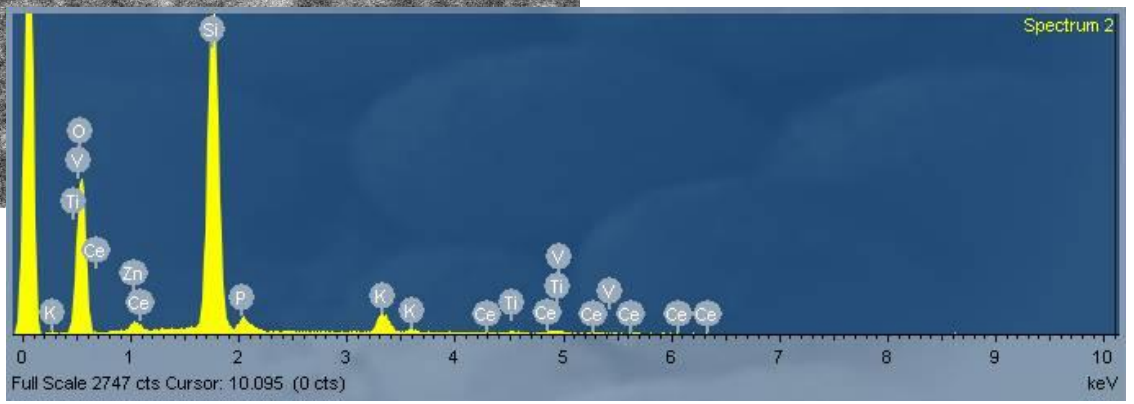 Spectrum 2
Si
O
V
Ti
Ce
Zn
K
Ce
P
K
K
Ce
Ti
Ce
Ti
V
Ce
V
Ce
Ce
Ce
0 1 2 3 4 5 6 7 8 9 10
Full Scale 2747 cts Cursor: 10.095 (0 cts) keV